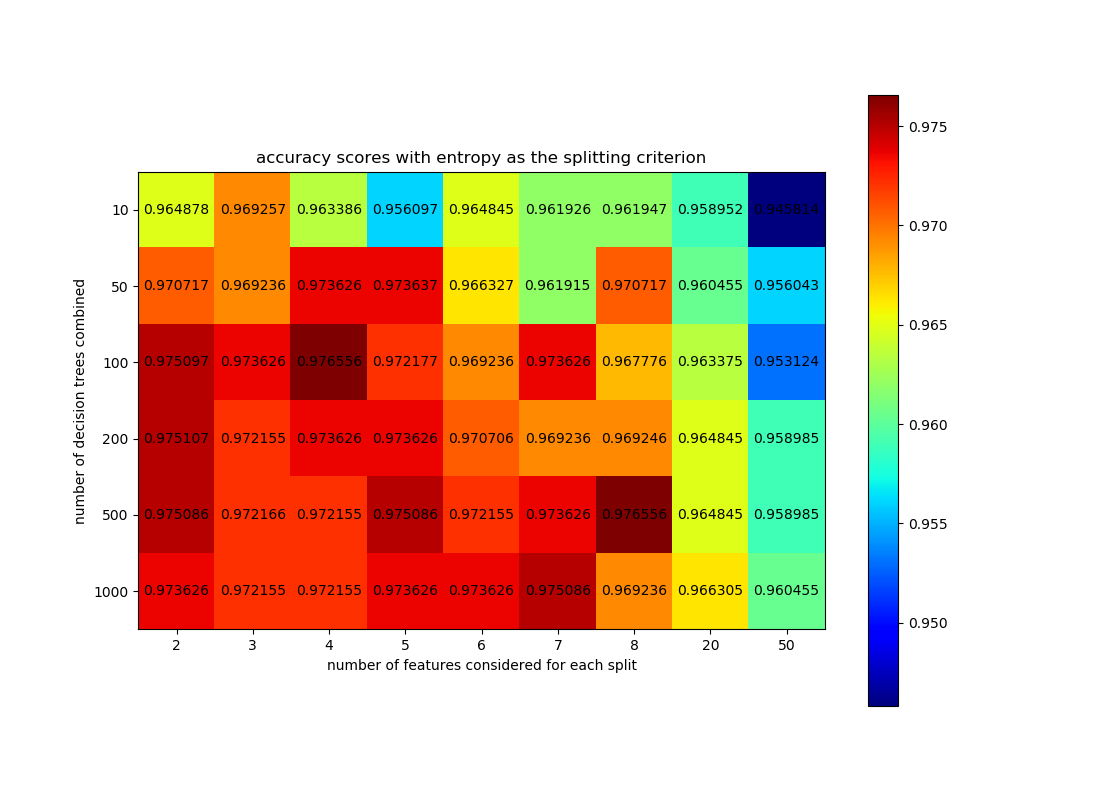 accuracy scores with entropy as the splitting criterion
10 0.964878 0.969257 0.963386 0.956097 0.964845 0.961926 0.961947 0.958952 0.945614
50 0.970717 0.969236 0.973626 0.973637 0.966327 0.961915 0.970717 0.960455 0.956043
100 0.975097 0.973626 0.976556 0.972177 0.969236 0.973626 0.967776 0.963375 0.953124
200 0.975107 0.972155 0.973626 0.973626 0.970706 0.969236 0.969246 0.964845 0.958985
500 0.975086 0.972166 0.972155 0.975086 0.972155 0.973626 0.976556 0.964845 0.958985
1000 0.973626 0.972155 0.972155 0.973626 0.973626 0.975086 0.969236 0.966305 0.960455
2 3 4 5 6 7 8 20 50
number of features considered for each split
number of decision trees combined
0.975
0.970
0.965
0.960
0.955
0.950